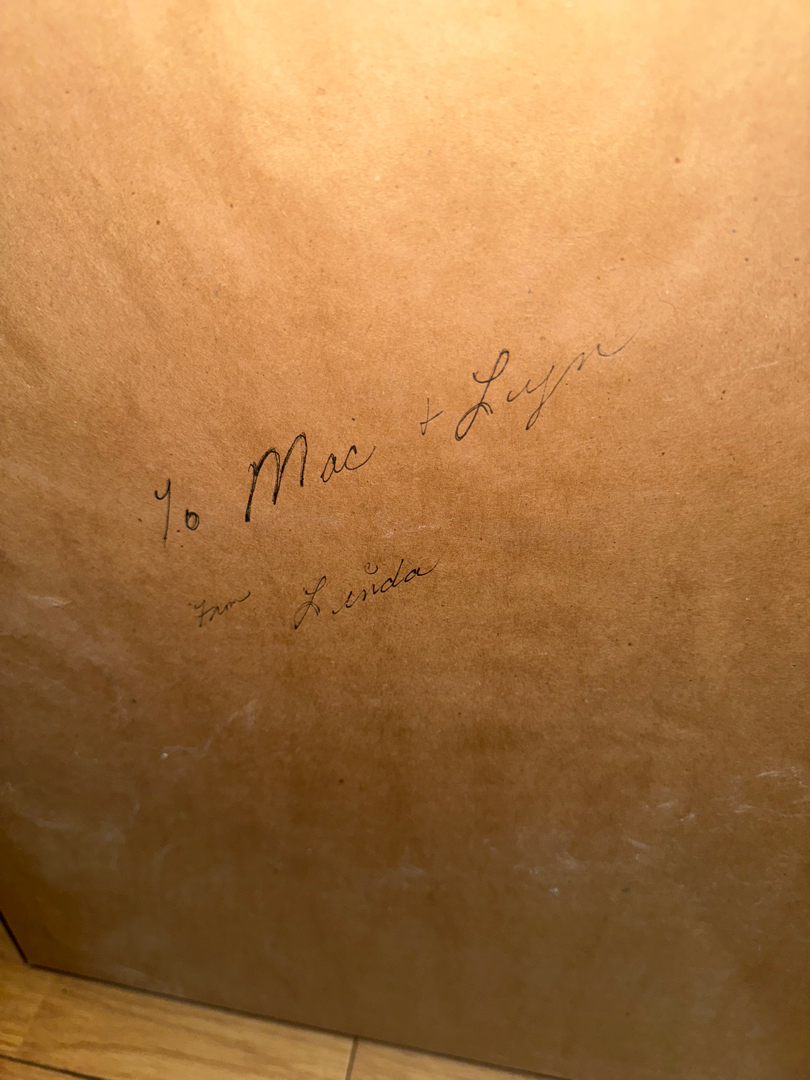 To Mac + Lyn
From Linda